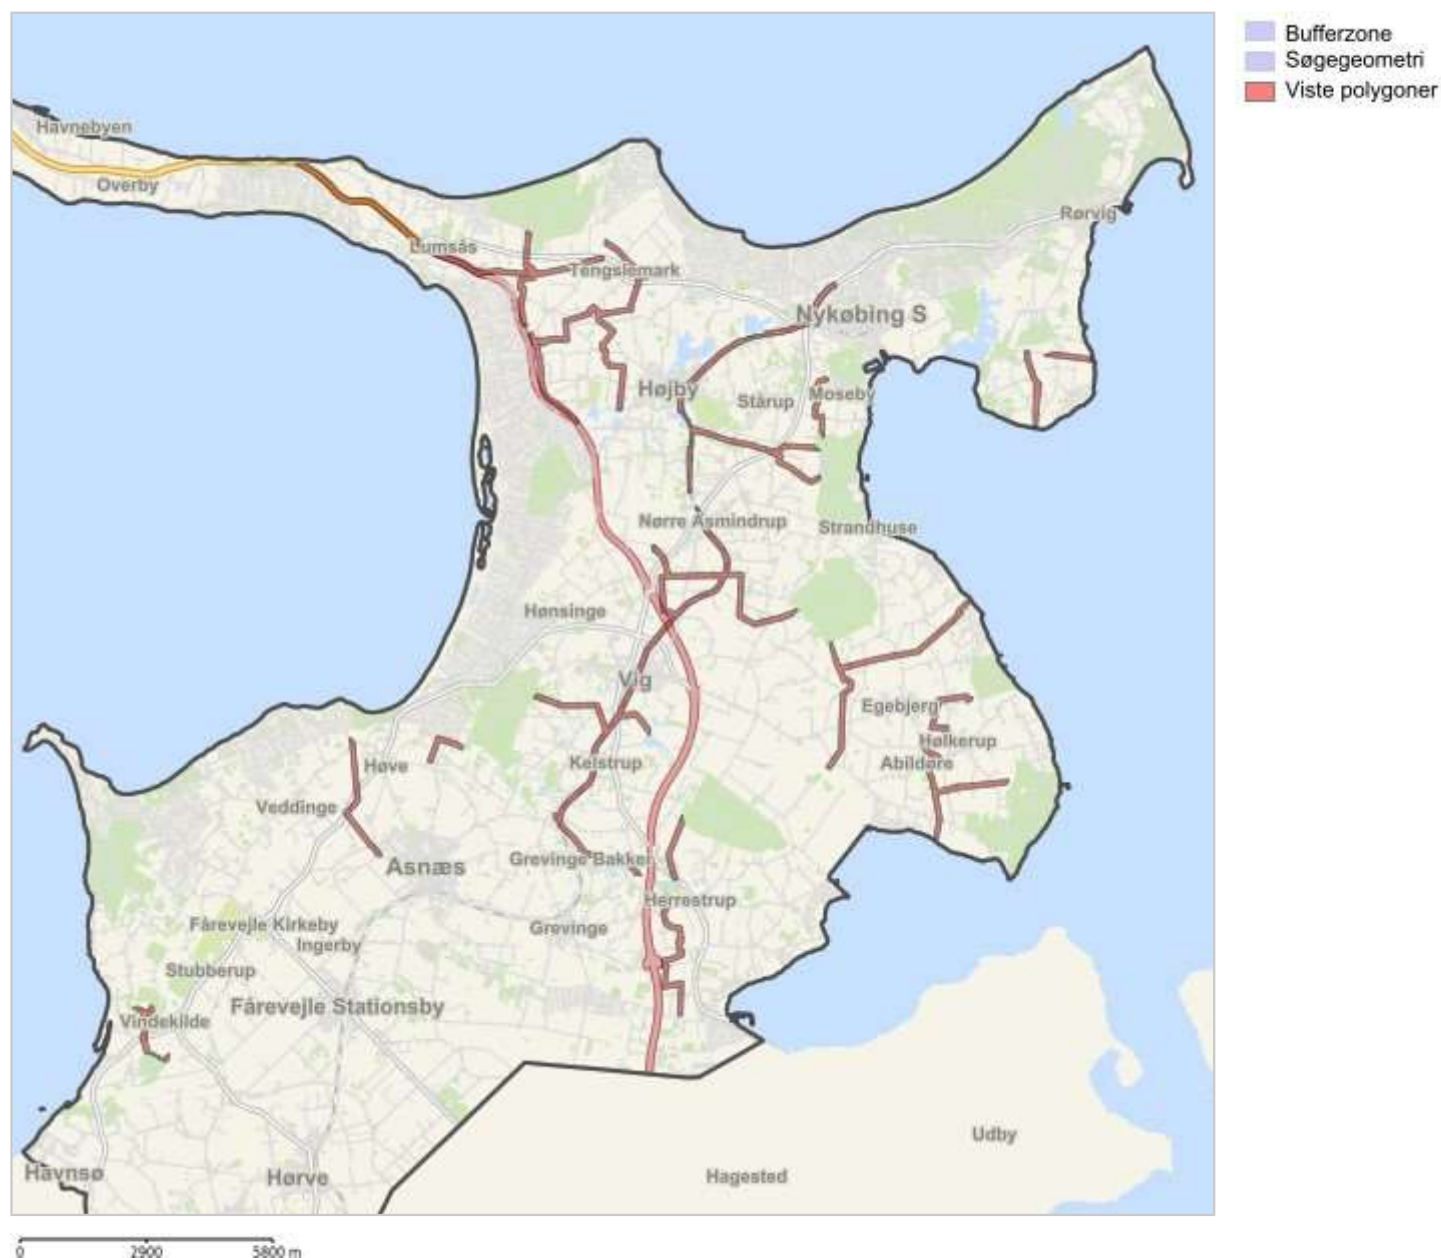 Bufferzone
Søgegeometri
Viste polygoner
Havnebyen
Overby
Rørvig
Lumsås
Tengslemark
Nykøbing S
Højby
Stårup
Moseby
Nørre Asmindrup
Strandhuse
Hønsinge
Vig
Egebjerg
Holkerup
Kelstrup
Abildøre
Høve
Veddinge
Asnæs
Grevinge Bakker
Herrestrup
Fårevejle Kirkeby
Grevinge
Ingerby
Stubberup
Fårevejle Stationsby
Vindekilde
Udby
Havnsø
Hørve
Hagested
0 2900 5800 m